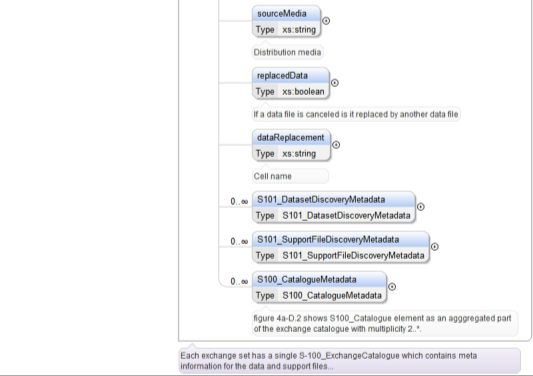 sourceMedia
Type xs:string
Distribution media
replacedData
Type xs:boolean
If a data file is canceled is it replaced by another data file
dataReplacement
Type xs:string
Cell name
0..∞ S101_DatasetDiscoveryMetadata
Type S101_DatasetDiscoveryMetadata
0..∞ S101_SupportFileDiscoveryMetadata
Type S101_SupportFileDiscoveryMetadata
0..∞ S100_CatalogueMetadata
Type S100_CatalogueMetadata
figure 4a-D.2 shows S100_Catalogue element as an agggregated part
of the exchange catalogue with multiplicity 2..*.
Each exchange set has a single S-100_ExchangeCatalogue which contains meta
information for the data and support files...